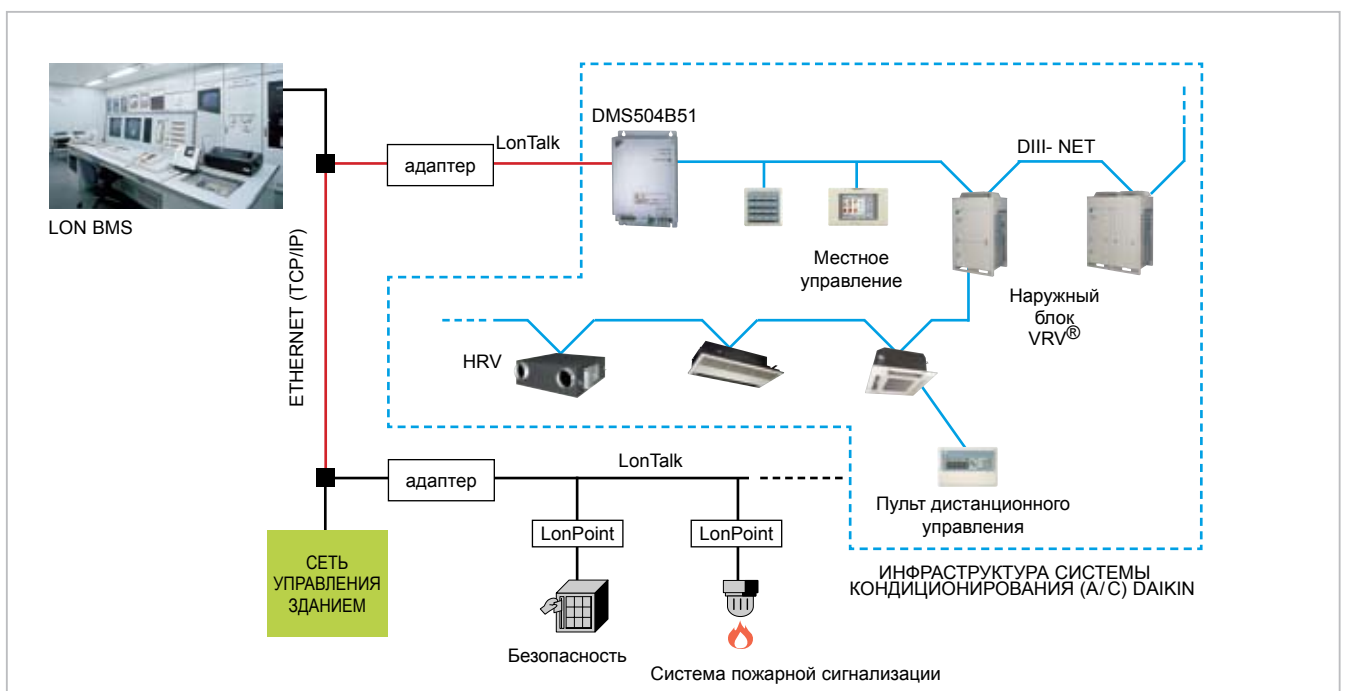 DMS504B51
LonTalk
адаптер
DIII- NET
LON BMS
Местное
управление
Наружный
блок
VRV®
ETHERNET (TCP/IP)
HRV
LonTalk
адаптер
Пульт дистанционного
управления
LonPoint
LonPoint
СЕТЬ
УПРАВЛЕНИЯ
ЗДАНИЕМ
ИНФРАСТРУКТУРА СИСТЕМЫ
КОНДИЦИОНИРОВАНИЯ (A/C) DAIKIN
Безопасность
Система пожарной сигнализации